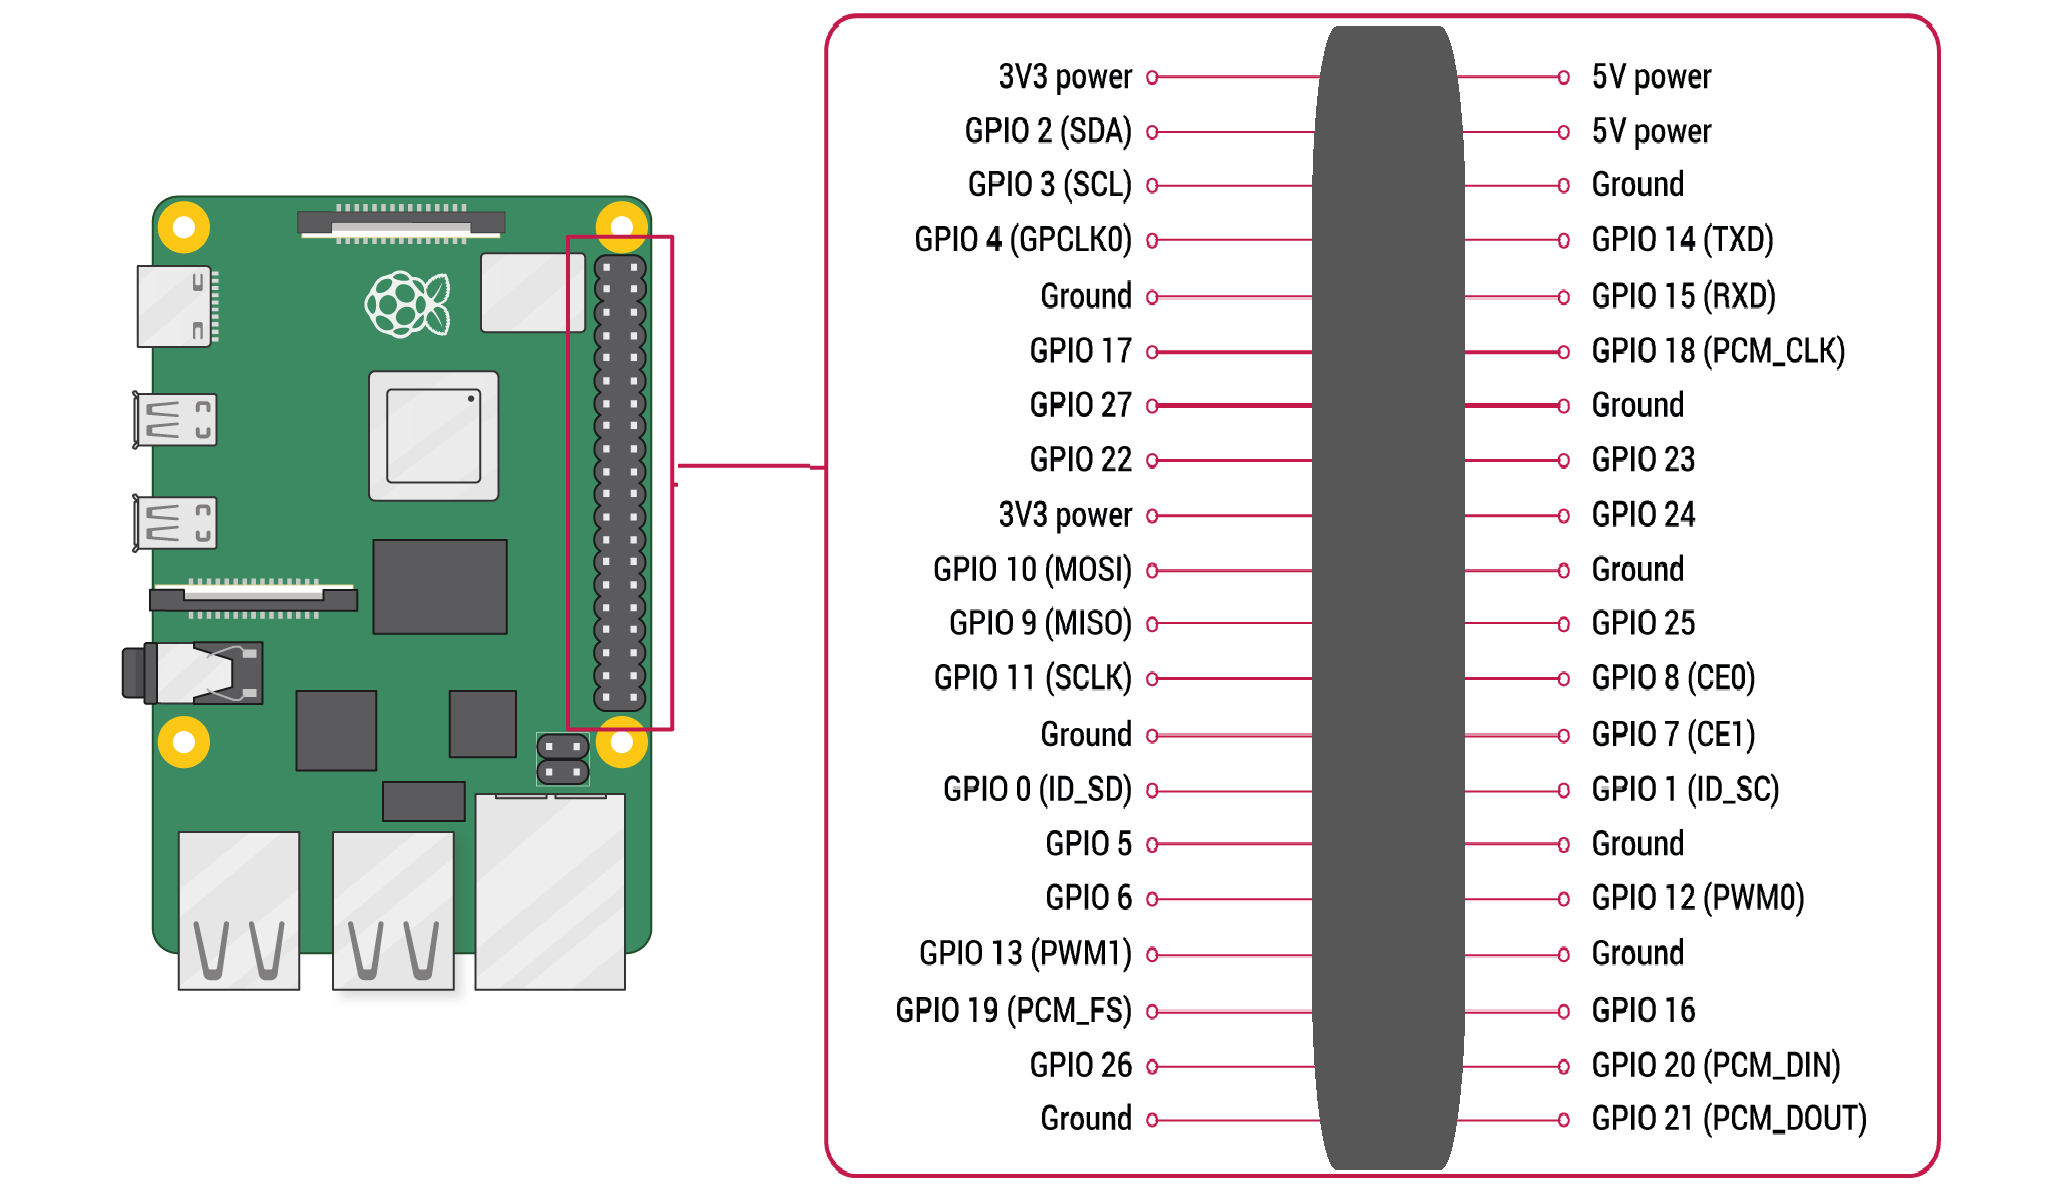 3V3 power 5V power
GPIO 2 (SDA) 5V power
GPIO 3 (SCL) Ground
GPIO 4 (GPCLK0) GPIO 14 (TXD)
Ground GPIO 15 (RXD)
GPIO 17 GPIO 18 (PCM_CLK)
GPIO 27 Ground
GPIO 22 GPIO 23
3V3 power GPIO 24
GPIO 10 (MOSI) Ground
GPIO 9 (MISO) GPIO 25
GPIO 11 (SCLK) GPIO 8 (CE0)
Ground GPIO 7 (CE1)
GPIO 0 (ID_SD) GPIO 1 (ID_SC)
GPIO 5 Ground
GPIO 6 GPIO 12 (PWM0)
GPIO 13 (PWM1) Ground
GPIO 19 (PCM_FS) GPIO 16
GPIO 26 GPIO 20 (PCM_DIN)
Ground GPIO 21 (PCM_DOUT)